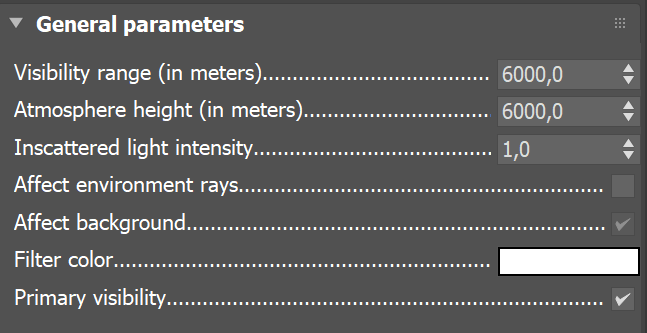 General parameters
Visibility range (in meters)............................................ 6000,0
Atmosphere height (in meters).................................... 6000,0
Inscattered light intensity.............................................. 1,0
Affect environment rays....................................................................
Affect background..............................................................................
Filter color........................................................................
Primary visibility.................................................................................